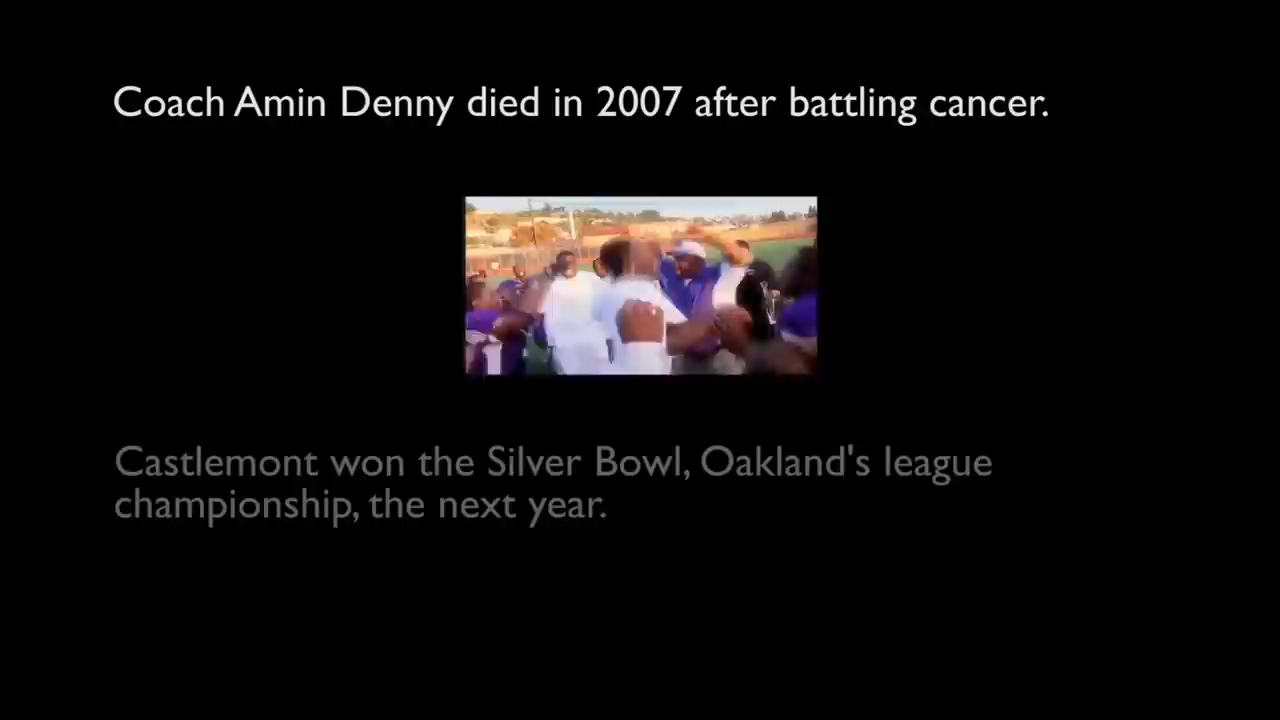 Coach Amin Denny died in 2007 after battling cancer.
Castlemont won the Silver Bowl, Oakland's league
championship, the next year.